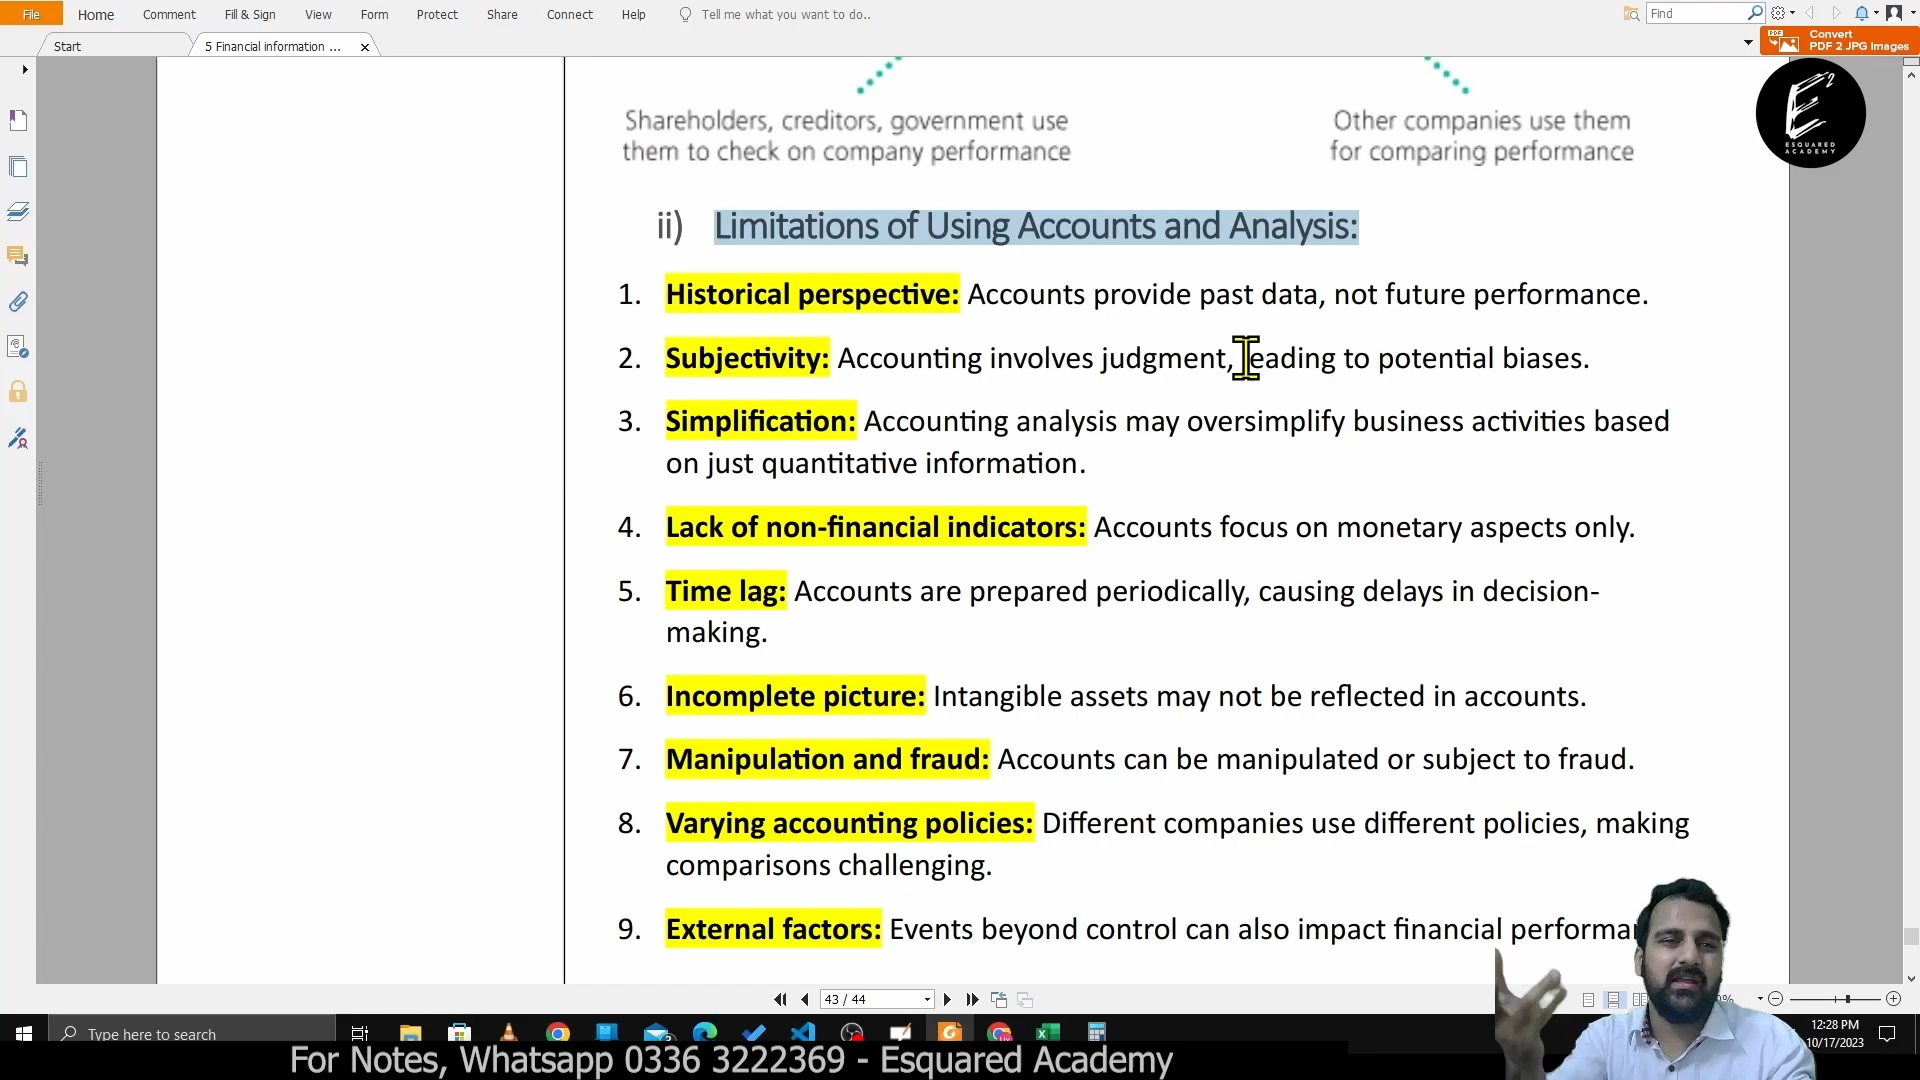 File Home Comment Fill & Sign View Form Protect Share Connect Help Tell me what you want to do.. Find
Start 5 Financial information ... Convert
PDF 2 JPG Images
Shareholders, creditors, government use
them to check on company performance
Other companies use them
for comparing performance
E2
ESQUARED
ACADEMY
ii) Limitations of Using Accounts and Analysis:
1. Historical perspective: Accounts provide past data, not future performance.
2. Subjectivity: Accounting involves judgment, leading to potential biases.
3. Simplification: Accounting analysis may oversimplify business activities based
on just quantitative information.
4. Lack of non-financial indicators: Accounts focus on monetary aspects only.
5. Time lag: Accounts are prepared periodically, causing delays in decision-
making.
6. Incomplete picture: Intangible assets may not be reflected in accounts.
7. Manipulation and fraud: Accounts can be manipulated or subject to fraud.
8. Varying accounting policies: Different companies use different policies, making
comparisons challenging.
9. External factors: Events beyond control can also impact financial performa
43 / 44
Type here to search
12:28 PM
10/17/2023
For Notes, Whatsapp 0336 3222369 - Esquared Academy